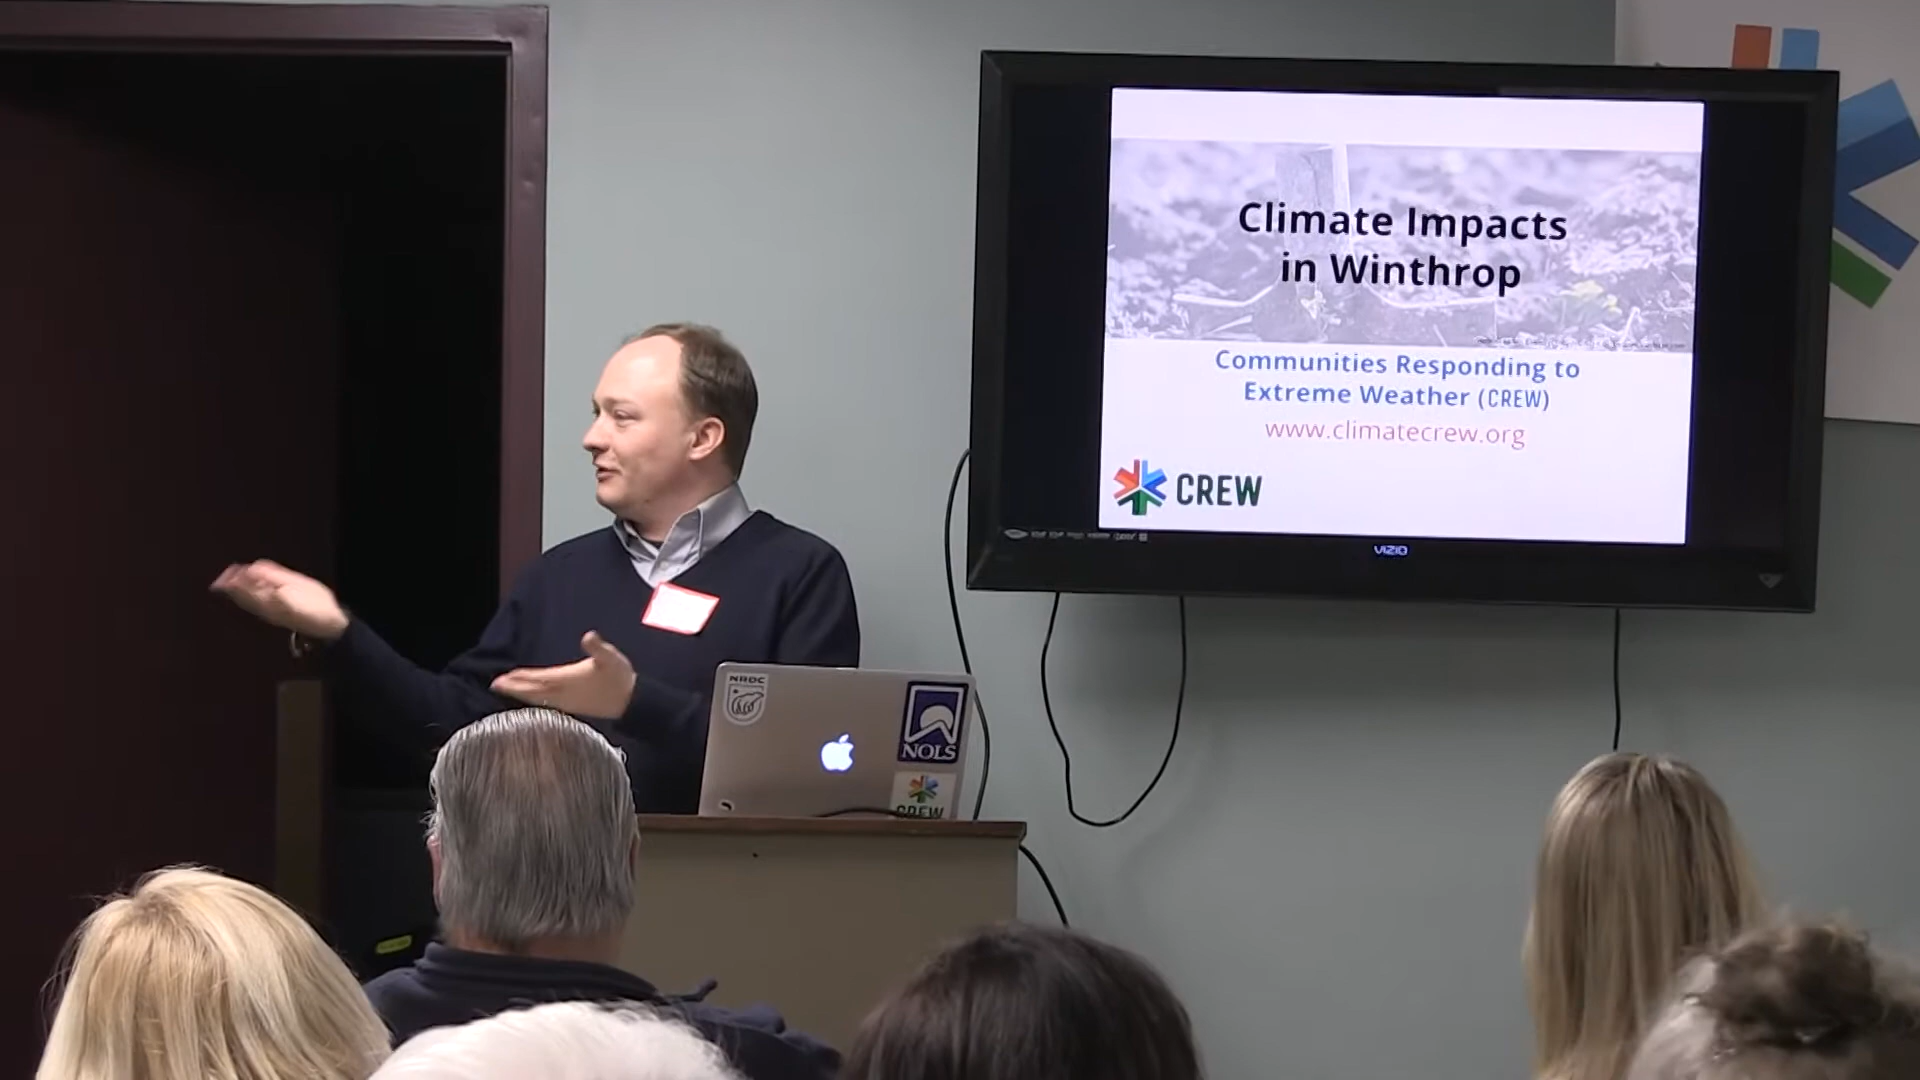 Climate Impacts
in Winthrop
Communities Responding to
Extreme Weather (CREW)
www.climatecrew.org
CREW
VIZIO
NRDC
NOLS
CREW